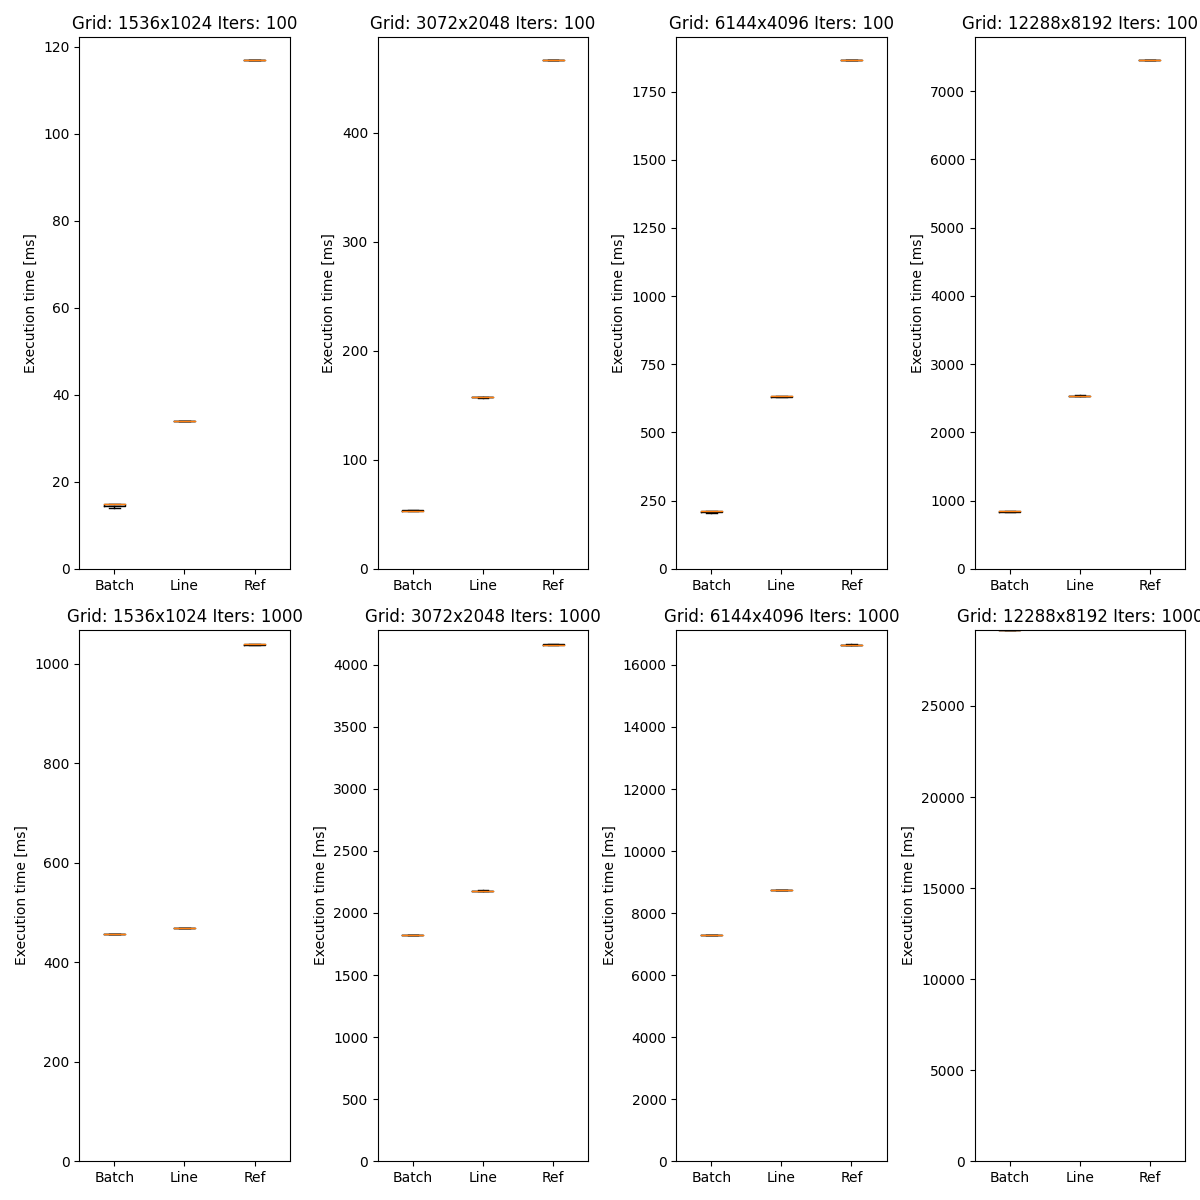 Grid: 1536x1024 Iters: 100
Execution time [ms]
120
100
80
60
40
20
0
Batch Line Ref
Grid: 3072x2048 Iters: 100
Execution time [ms]
400
300
200
100
0
Batch Line Ref
Grid: 6144x4096 Iters: 100
Execution time [ms]
1750
1500
1250
1000
750
500
250
0
Batch Line Ref
Grid: 12288x8192 Iters: 100
Execution time [ms]
7000
6000
5000
4000
3000
2000
1000
0
Batch Line Ref
Grid: 1536x1024 Iters: 1000
Execution time [ms]
1000
800
600
400
200
0
Batch Line Ref
Grid: 3072x2048 Iters: 1000
Execution time [ms]
4000
3500
3000
2500
2000
1500
1000
500
0
Batch Line Ref
Grid: 6144x4096 Iters: 1000
Execution time [ms]
16000
14000
12000
10000
8000
6000
4000
2000
0
Batch Line Ref
Grid: 12288x8192 Iters: 1000
Execution time [ms]
25000
20000
15000
10000
5000
0
Batch Line Ref